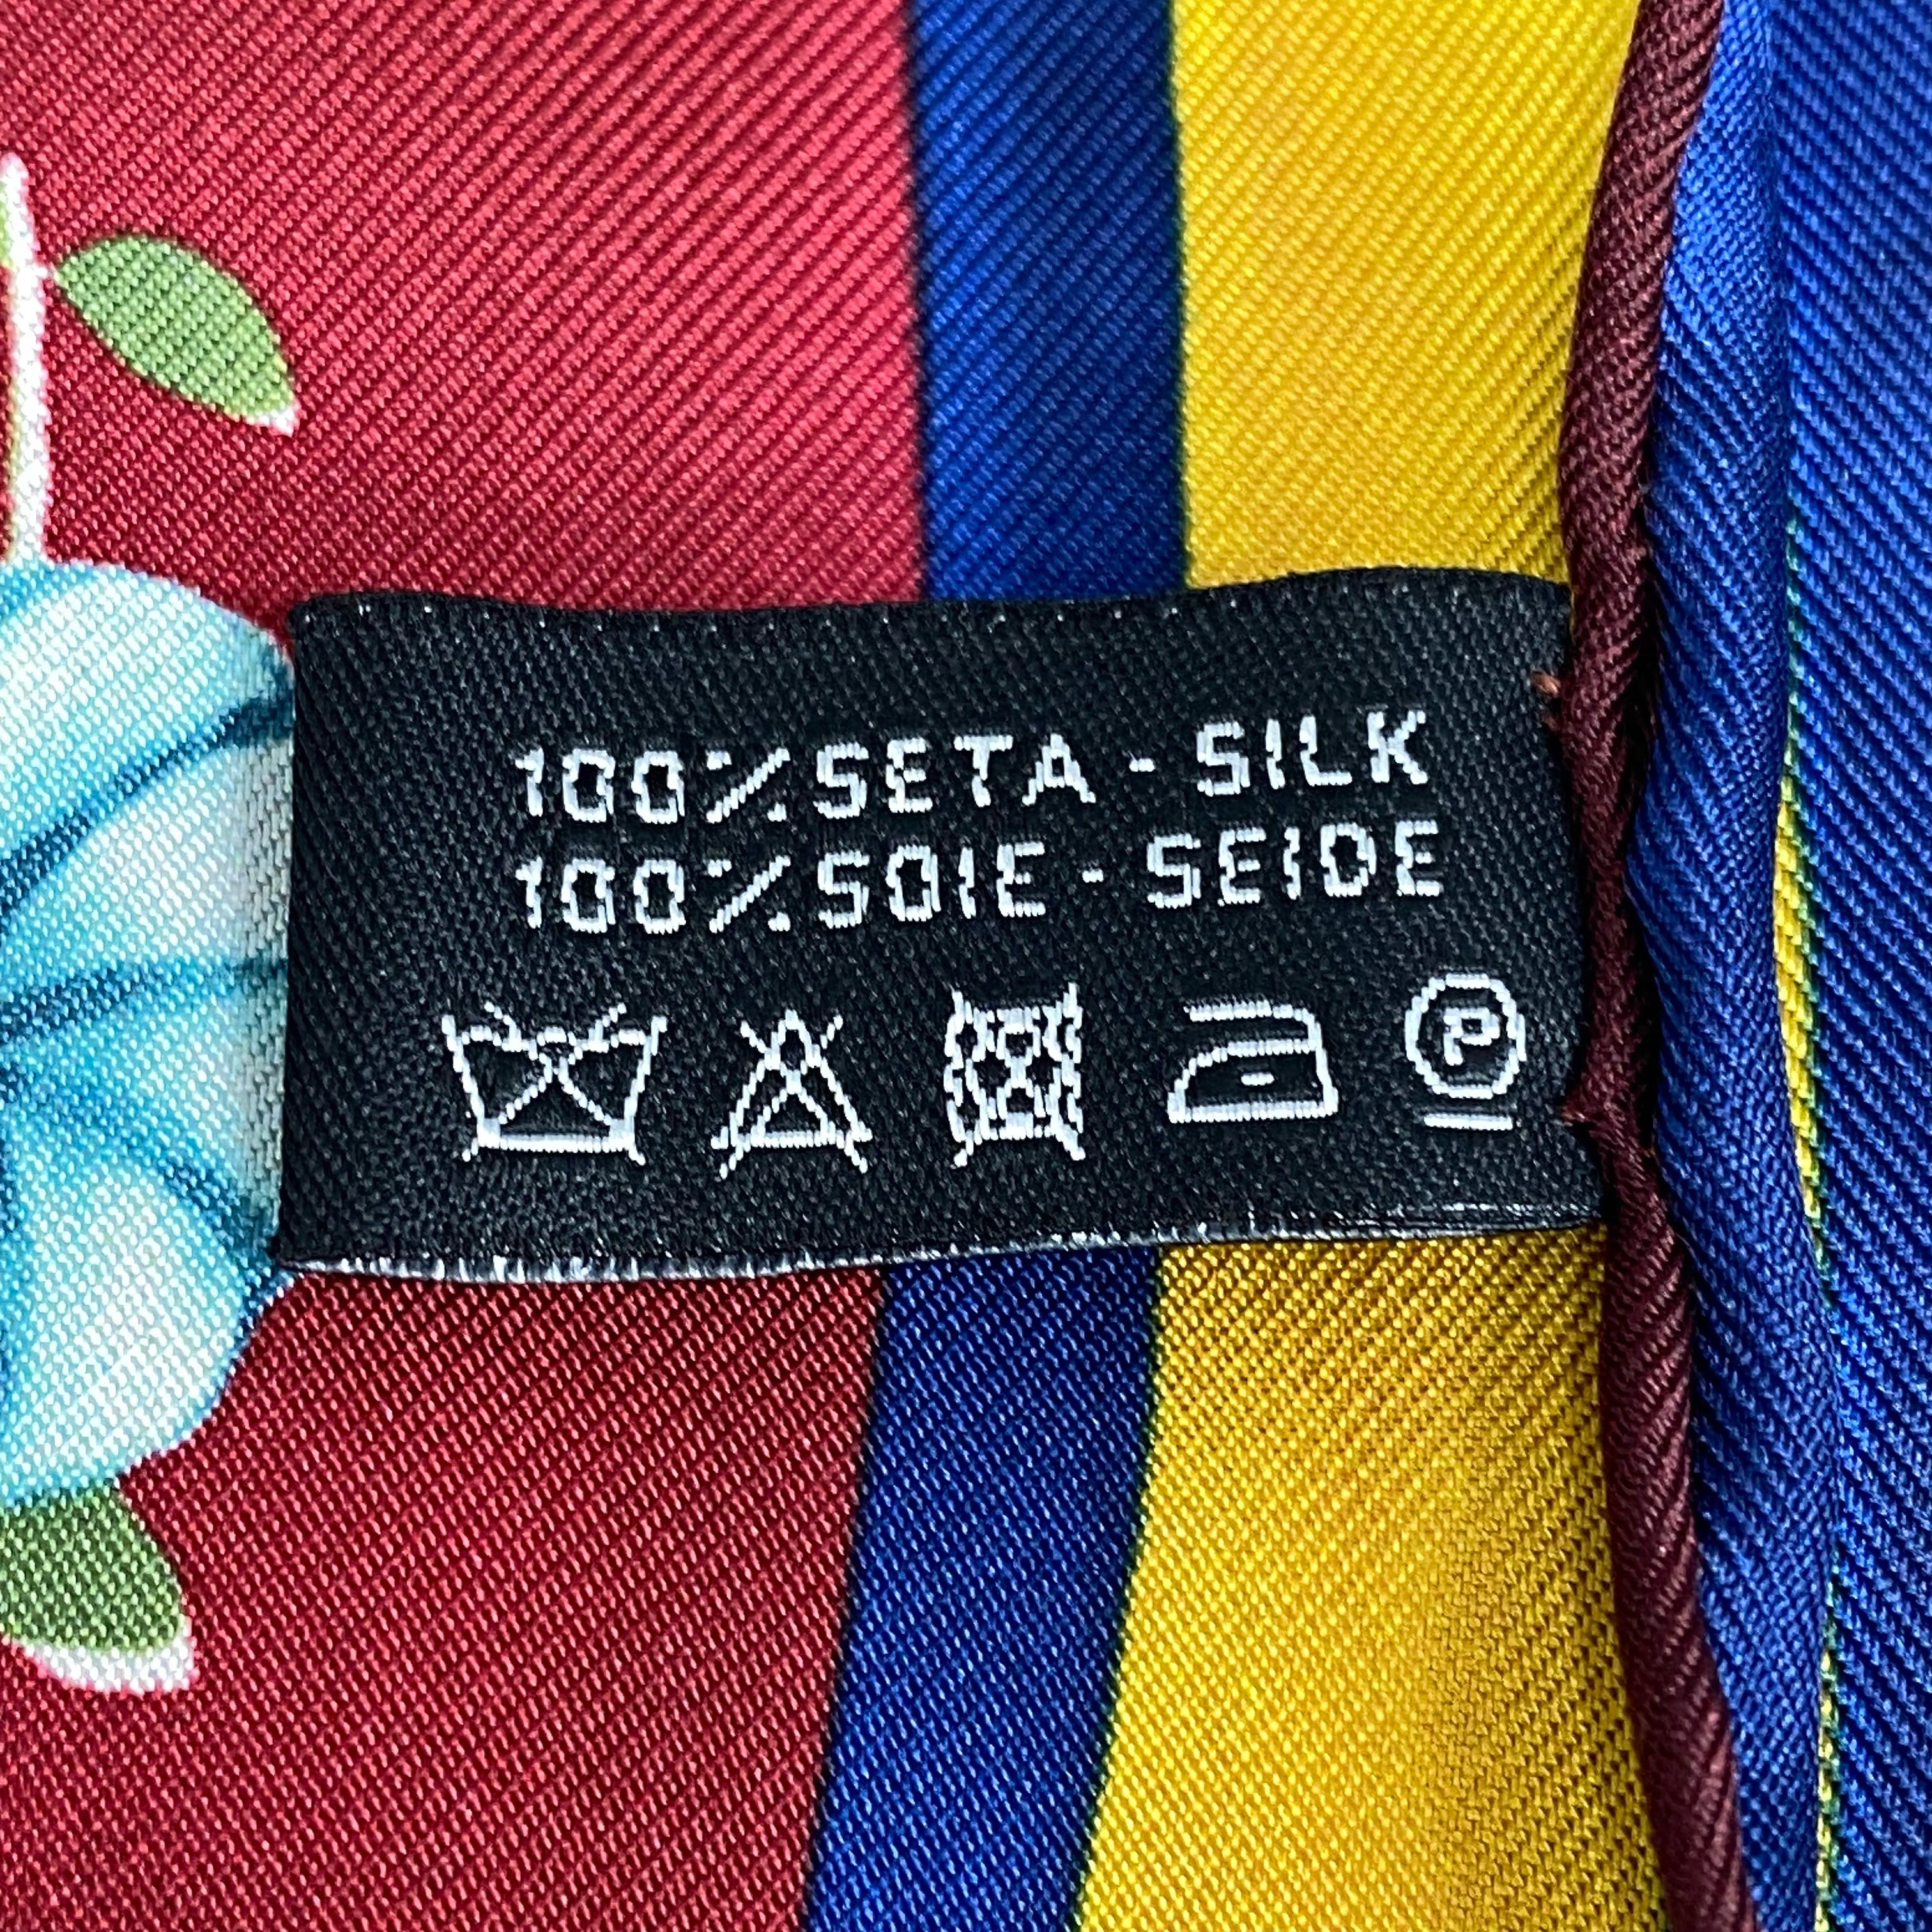 100%SETA - SILK
100%SOIE - SEIDE
P